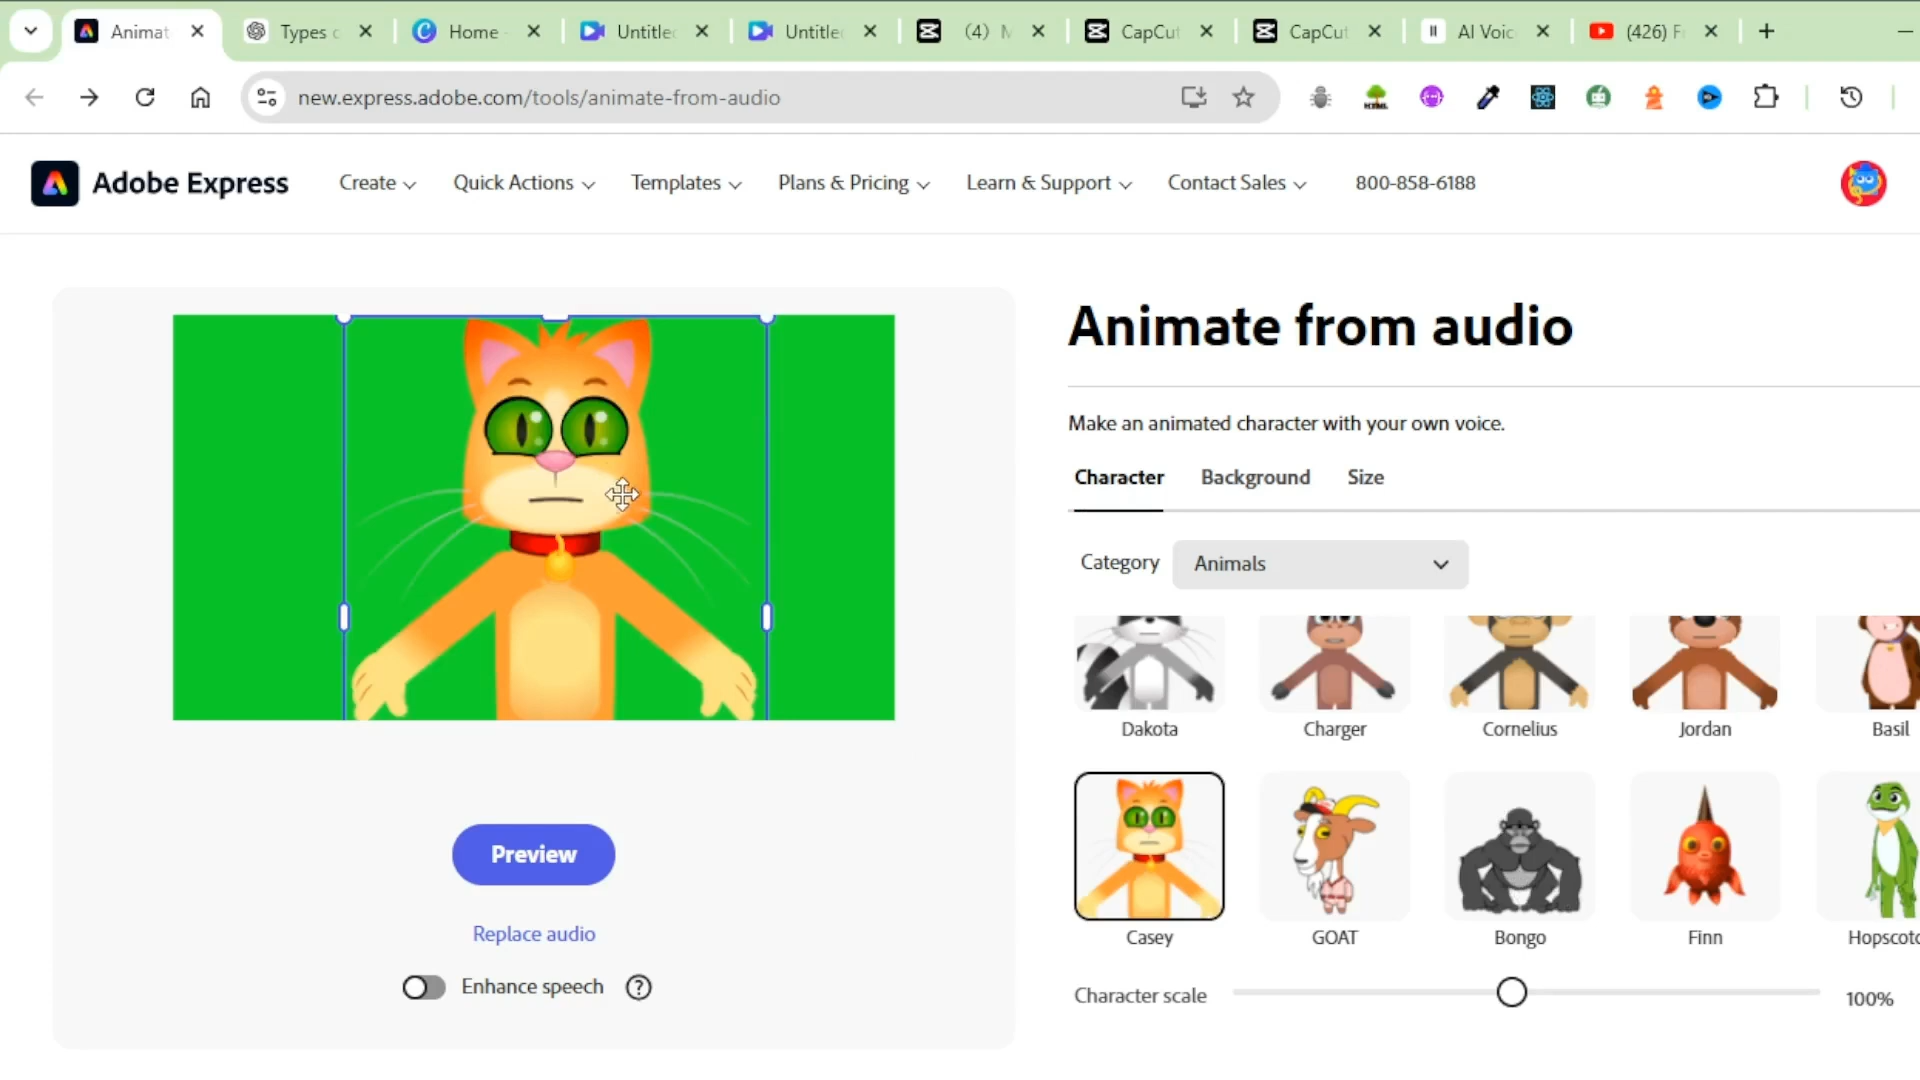 Animat
Types
Home
Untitled
Untitled
(4)
CapCut
CapCut
AI Voic
(426)
new.express.adobe.com/tools/animate-from-audio
Adobe Express
Create
Quick Actions
Templates
Plans & Pricing
Learn & Support
Contact Sales
800-858-6188
Animate from audio
Make an animated character with your own voice.
Character
Background
Size
Category
Animals
Dakota
Charger
Cornelius
Jordan
Basil
Casey
GOAT
Bongo
Finn
Hopscotc
Character scale
100%
Preview
Replace audio
Enhance speech